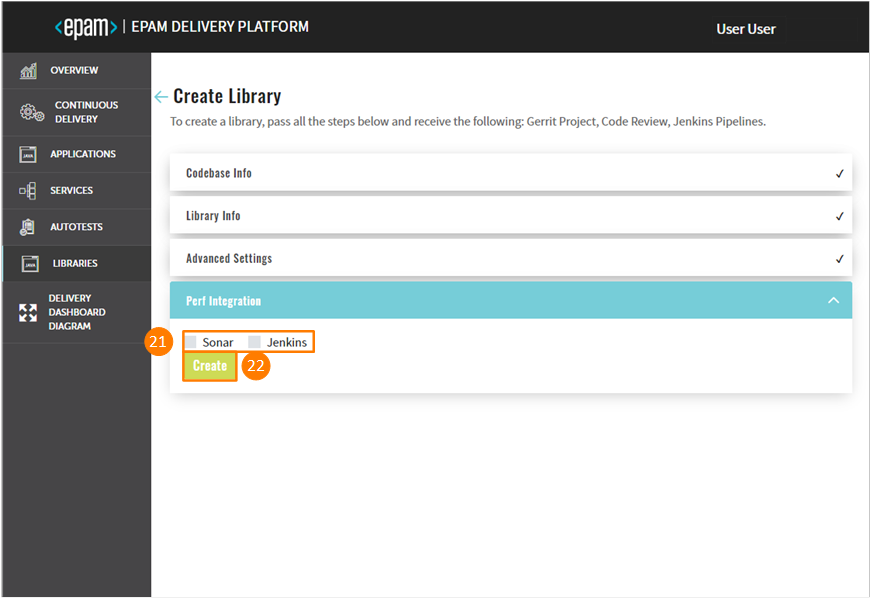 <epam> | EPAM DELIVERY PLATFORM
User User
OVERVIEW
CONTINUOUS
DELIVERY
APPLICATIONS
SERVICES
AUTOTESTS
LIBRARIES
DELIVERY
DASHBOARD
DIAGRAM
← Create Library
To create a library, pass all the steps below and receive the following: Gerrit Project, Code Review, Jenkins Pipelines.
Codebase Info ✓
Library Info ✓
Advanced Settings ✓
Perf Integration
21 Sonar Jenkins
Create 22